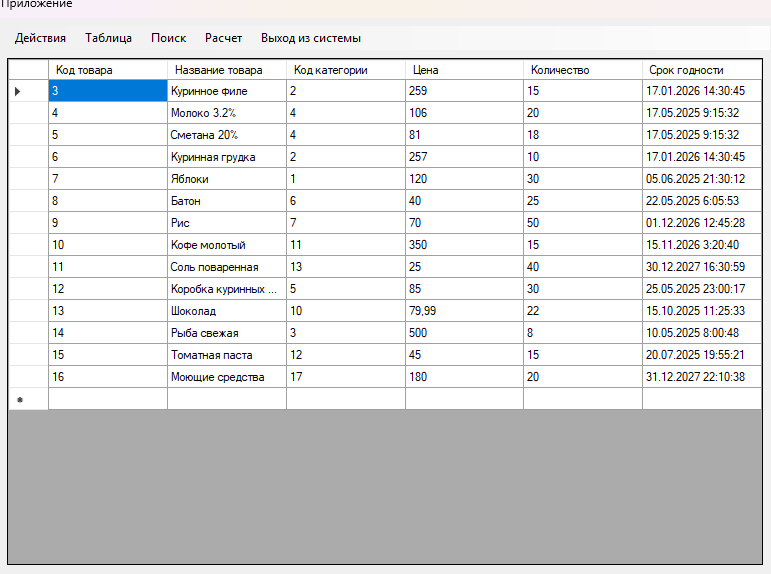 Приложение
Действия Таблица Поиск Расчет Выход из системы
Код товара Название товара Код категории Цена Количество Срок годности
3 Куринное филе 2 259 15 17.01.2026 14:30:45
4 Молоко 3.2% 4 106 20 17.05.2025 9:15:32
5 Сметана 20% 4 81 18 17.05.2025 9:15:32
6 Куринная грудка 2 257 10 17.01.2026 14:30:45
7 Яблоки 1 120 30 05.06.2025 21:30:12
8 Батон 6 40 25 22.05.2025 6:05:53
9 Рис 7 70 50 01.12.2026 12:45:28
10 Кофе молотый 11 350 15 15.11.2026 3:20:40
11 Соль поваренная 13 25 40 30.12.2027 16:30:59
12 Коробка куринных ... 5 85 30 25.05.2025 23:00:17
13 Шоколад 10 79,99 22 15.10.2025 11:25:33
14 Рыба свежая 3 500 8 10.05.2025 8:00:48
15 Томатная паста 12 45 15 20.07.2025 19:55:21
16 Моющие средства 17 180 20 31.12.2027 22:10:38